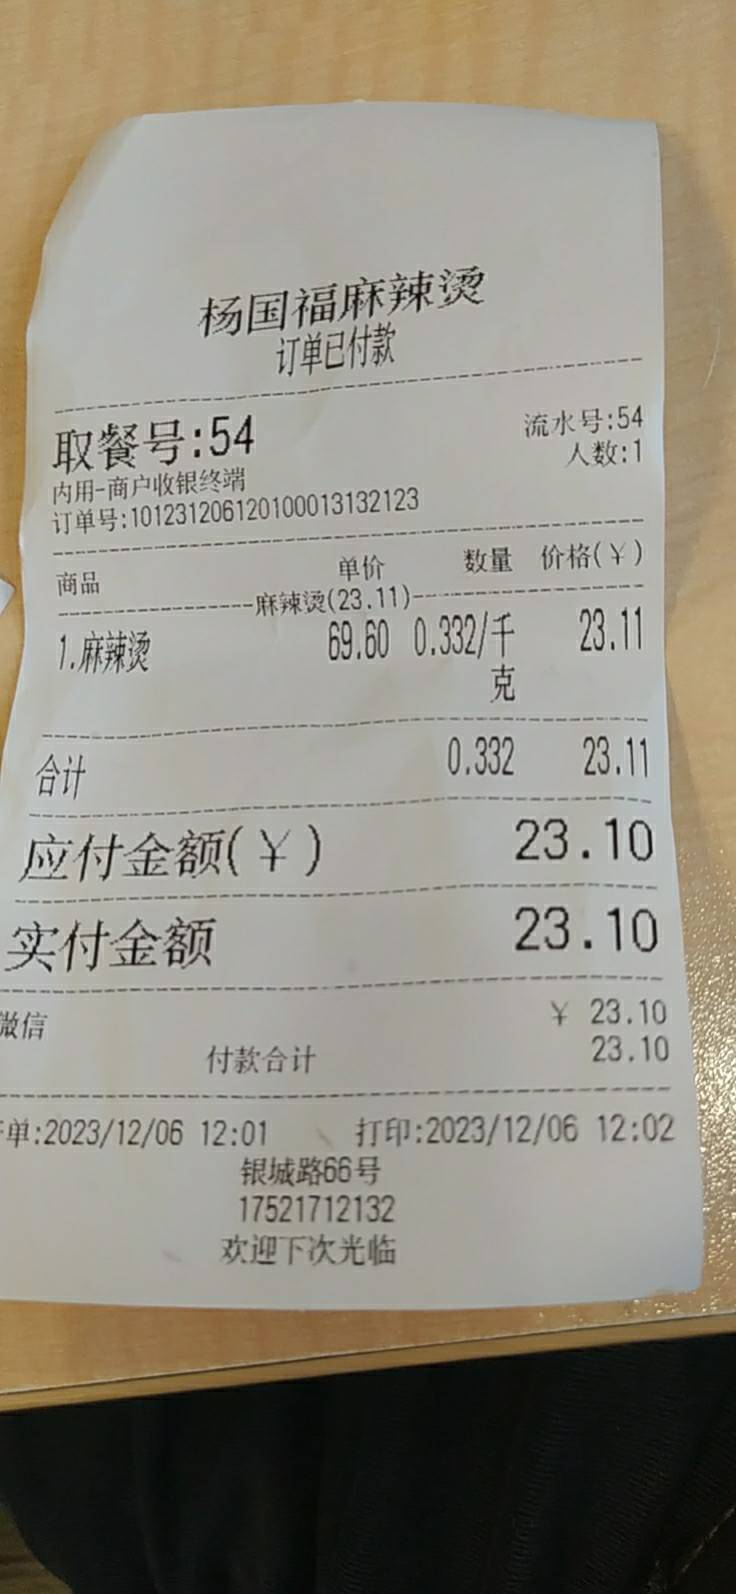 杨国福麻辣烫
订单已付款
取餐号:54 流水号:54
内用-商户收银终端 人数:1
订单号:101231206120100013132123
商品 单价 数量 价格(￥)
麻辣烫(23.11)
1.麻辣烫 69.60 0.332/千 23.11
克
合计 0.332 23.11
应付金额(￥) 23.10
实付金额 23.10
微信 ￥ 23.10
付款合计 23.10
单:2023/12/06 12:01 打印:2023/12/06 12:02
银城路66号
17521712132
欢迎下次光临